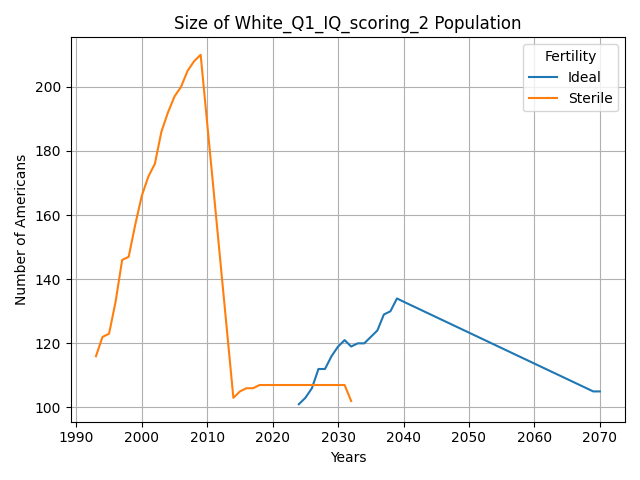 Size of White_Q1_IQ_scoring_2 Population
Number of Americans
200
180
160
140
120
100
1990
2000
2010
2020
2030
2040
2050
2060
2070
Years
Fertility
Ideal
Sterile